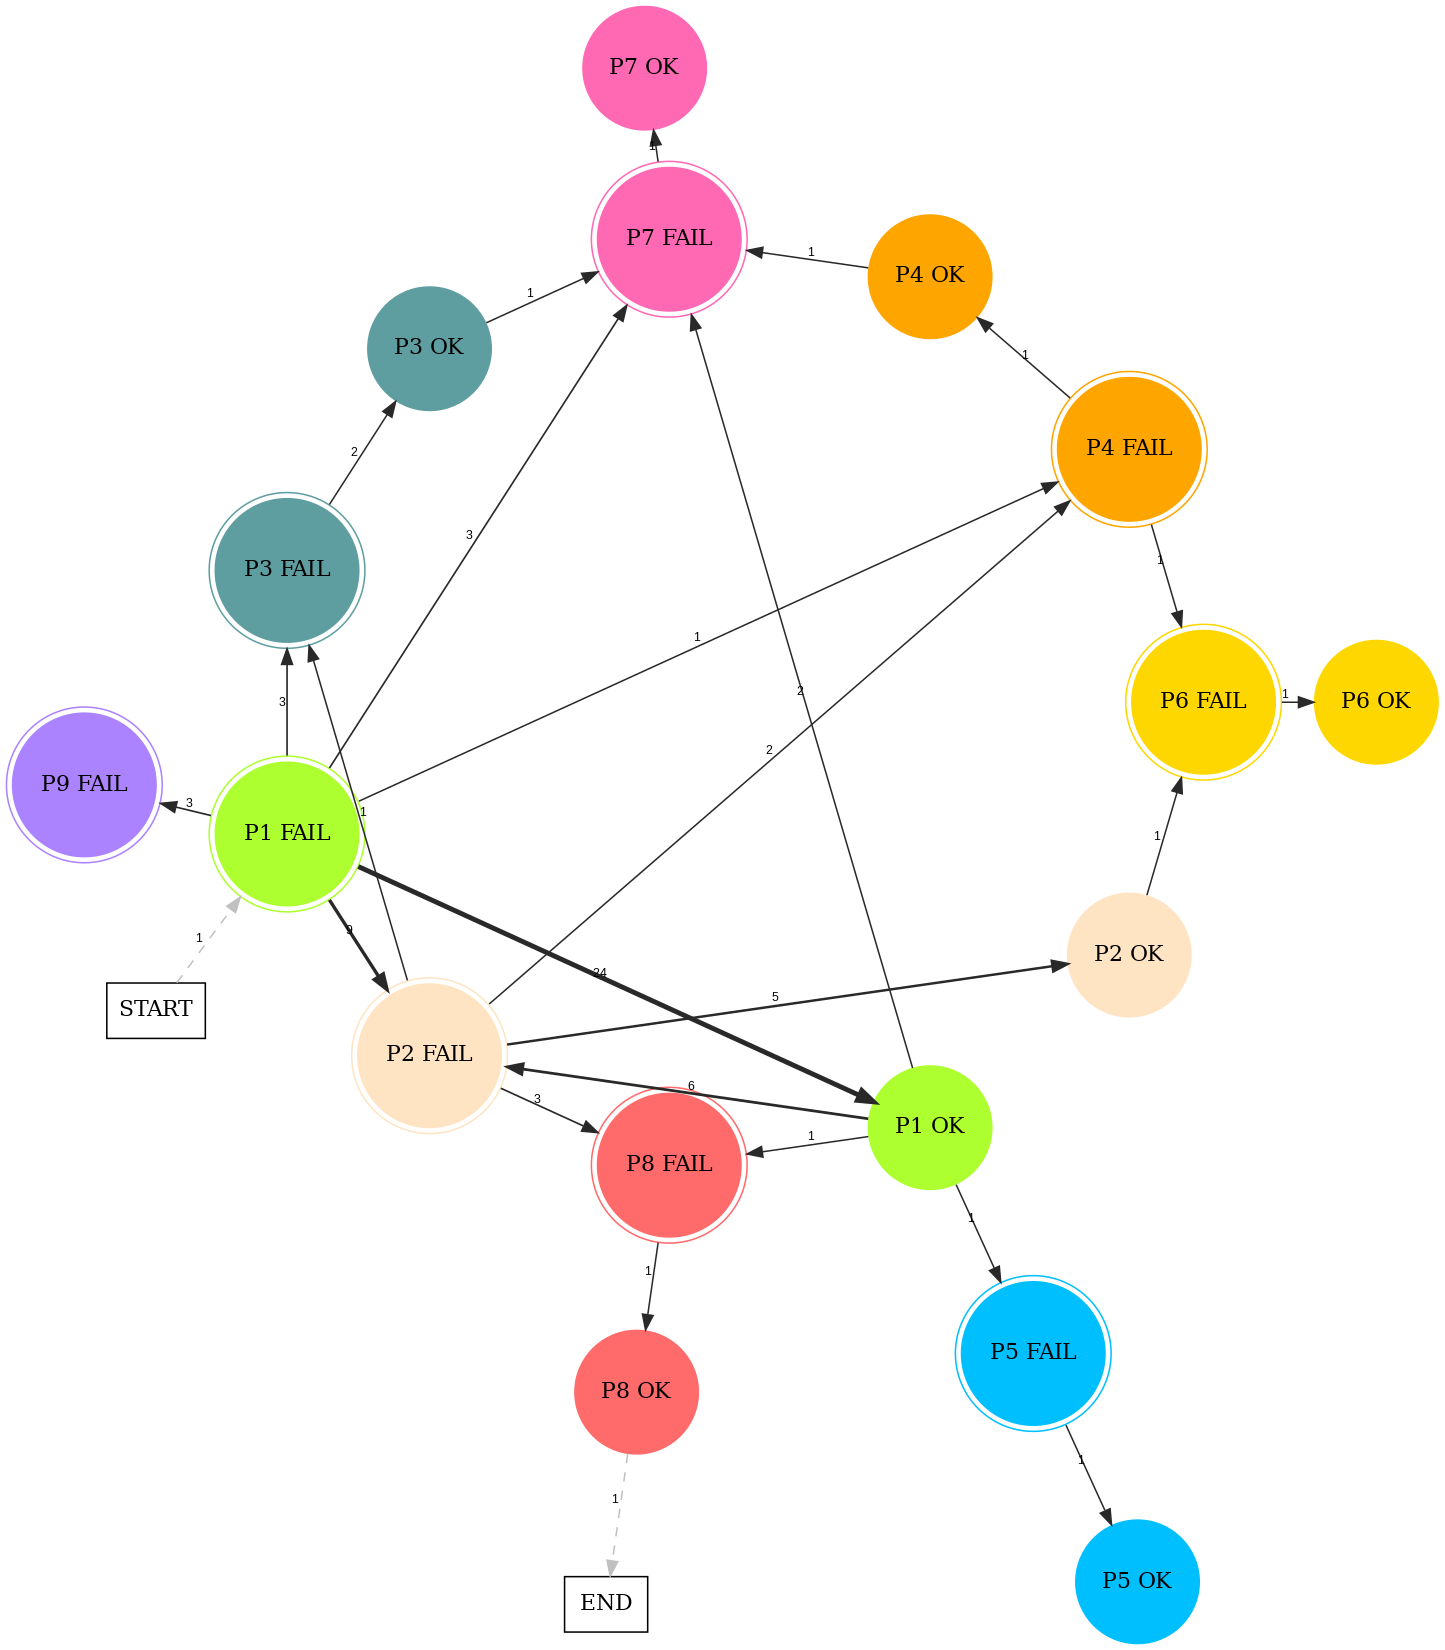 P7 OK
1
P7 FAIL
1
P4 OK
1
P3 OK
1
P4 FAIL
2
3
1
P3 FAIL
1
2
2
P6 FAIL
1
P6 OK
3
P9 FAIL
3
1
P1 FAIL
1
1
9
START
24
P2 OK
5
P2 FAIL
6
3
P1 OK
1
P8 FAIL
1
1
P5 FAIL
P8 OK
1
1
P5 OK
END